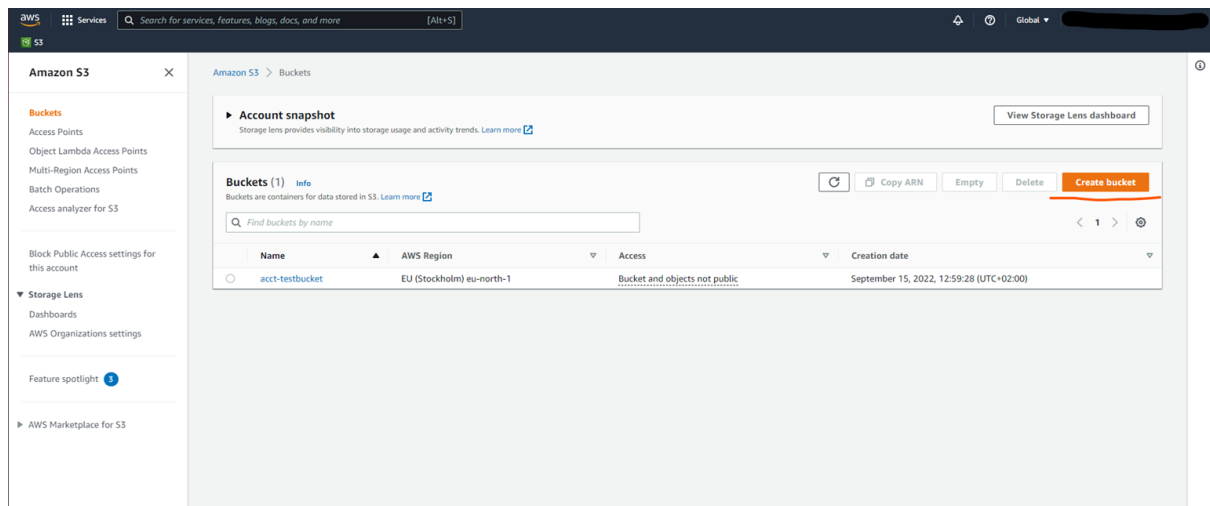 aws
Services
Search for services, features, blogs, docs, and more
[Alt+S]
Global
S3
Amazon S3
Buckets
Access Points
Object Lambda Access Points
Multi-Region Access Points
Batch Operations
Access analyzer for S3
Block Public Access settings for
this account
Storage Lens
Dashboards
AWS Organizations settings
Feature spotlight 3
AWS Marketplace for S3
Amazon S3 > Buckets
Account snapshot
Storage lens provides visibility into storage usage and activity trends. Learn more
View Storage Lens dashboard
Buckets (1) Info
Buckets are containers for data stored in S3. Learn more
Copy ARN
Empty
Delete
Create bucket
Find buckets by name
< 1 >
Name AWS Region Access Creation date
acct-testbucket EU (Stockholm) eu-north-1 Bucket and objects not public September 15, 2022, 12:59:28 (UTC+02:00)